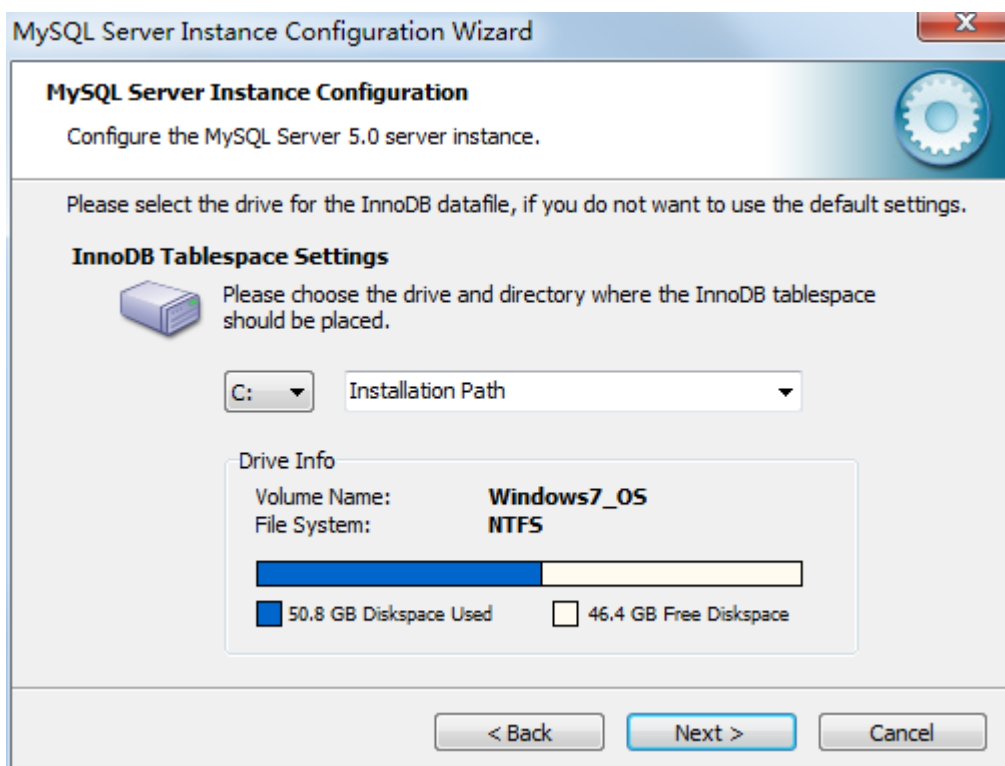 MySQL Server Instance Configuration Wizard
X
MySQL Server Instance Configuration
Configure the MySQL Server 5.0 server instance.
Please select the drive for the InnoDB datafile, if you do not want to use the default settings.
InnoDB Tablespace Settings
Please choose the drive and directory where the InnoDB tablespace
should be placed.
C: Installation Path
Drive Info
Volume Name: Windows7_OS
File System: NTFS
50.8 GB Diskspace Used 46.4 GB Free Diskspace
< Back Next > Cancel